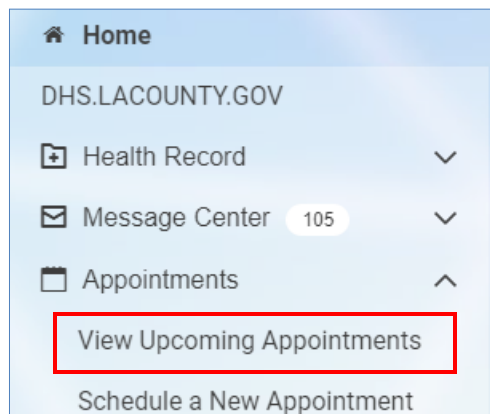 Home
DHS.LACOUNTY.GOV
Health Record
Message Center 105
Appointments
View Upcoming Appointments
Schedule a New Appointment